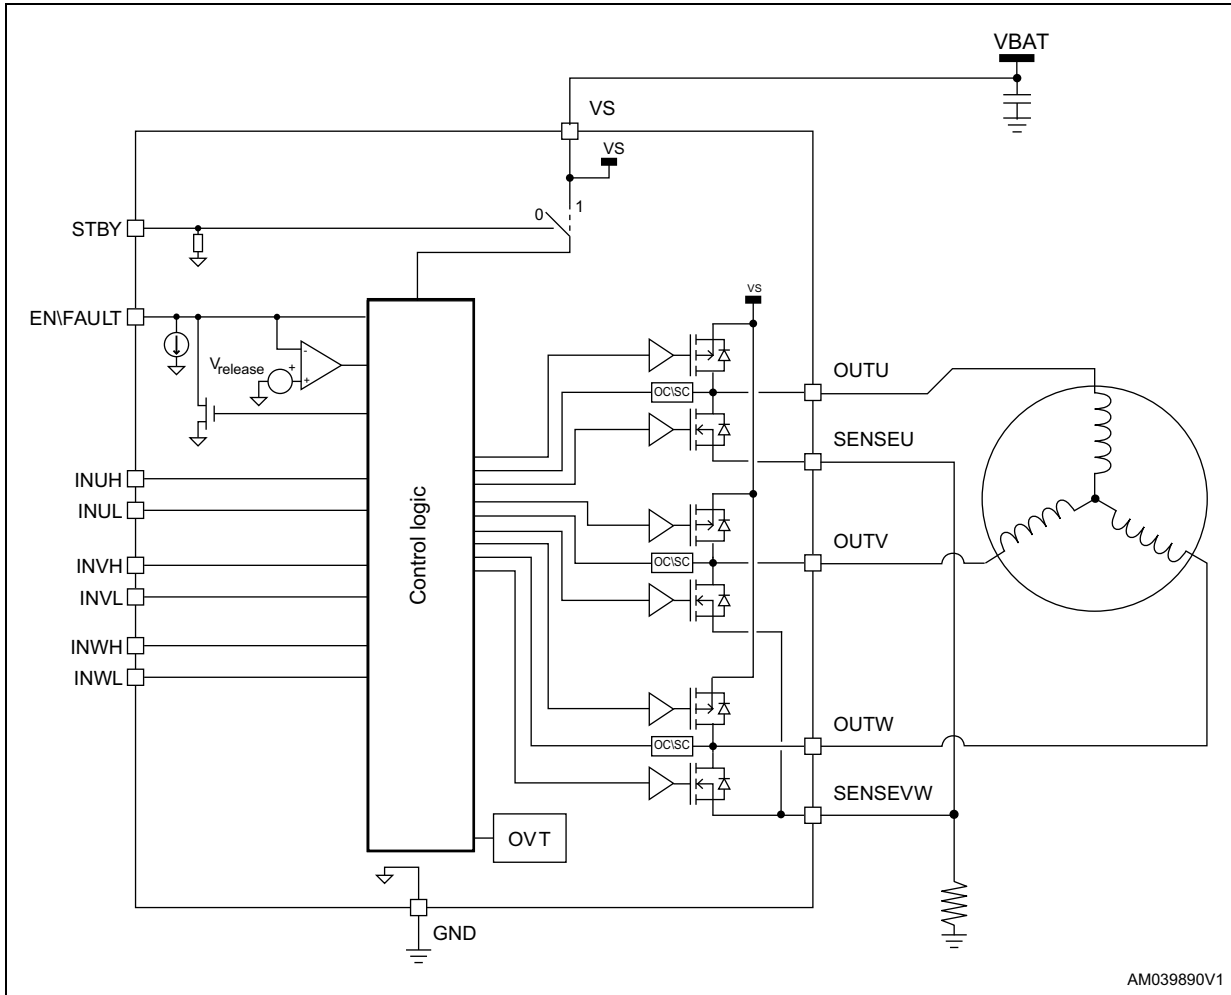 VBAT
VS
VS
0 1
STBY
EN\FAULT
Vrelease
-
+
+
VS
OUTU
OC\SC
SENSEU
INUH
INUL
Control logic
OC\SC
OUTV
INVH
INVL
INWH
INWL
OUTW
OC\SC
SENSEVW
OVT
GND
AM039890V1